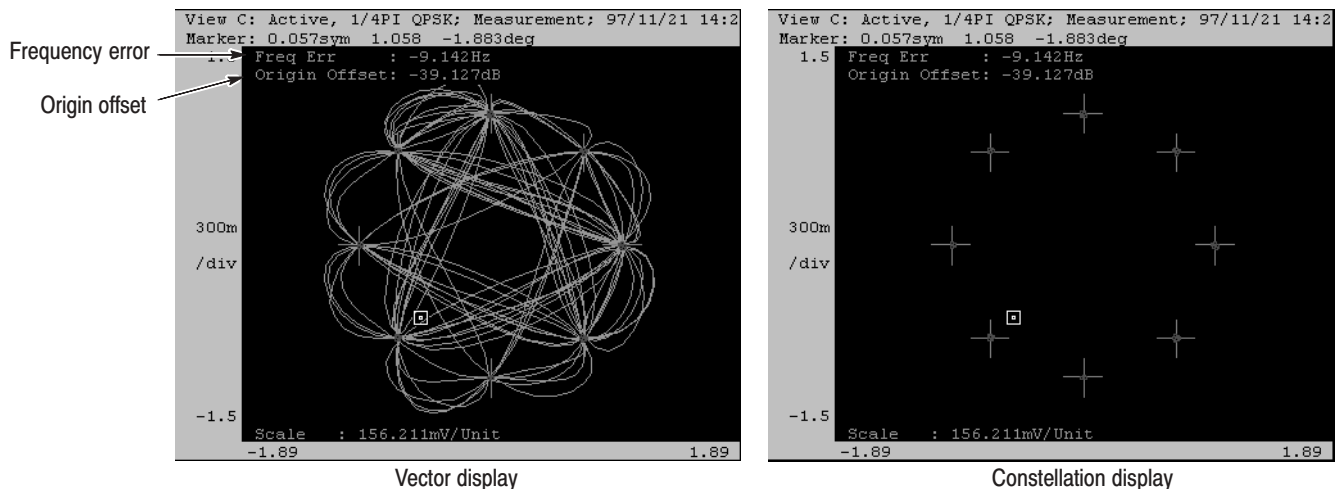 View C: Active, 1/4PI QPSK; Measurement; 97/11/21 14:2
Marker: 0.057sym 1.058 -1.883deg
Frequency error
Origin offset
1.5
Freq Err : -9.142Hz
Origin Offset: -39.127dB
300m
/div
-1.5
Scale : 156.211mV/Unit
-1.89 1.89
Vector display
View C: Active, 1/4PI QPSK; Measurement; 97/11/21 14:2
Marker: 0.057sym 1.058 -1.883deg
1.5
Freq Err : -9.142Hz
Origin Offset: -39.127dB
300m
/div
-1.5
Scale : 156.211mV/Unit
-1.89 1.89
Constellation display